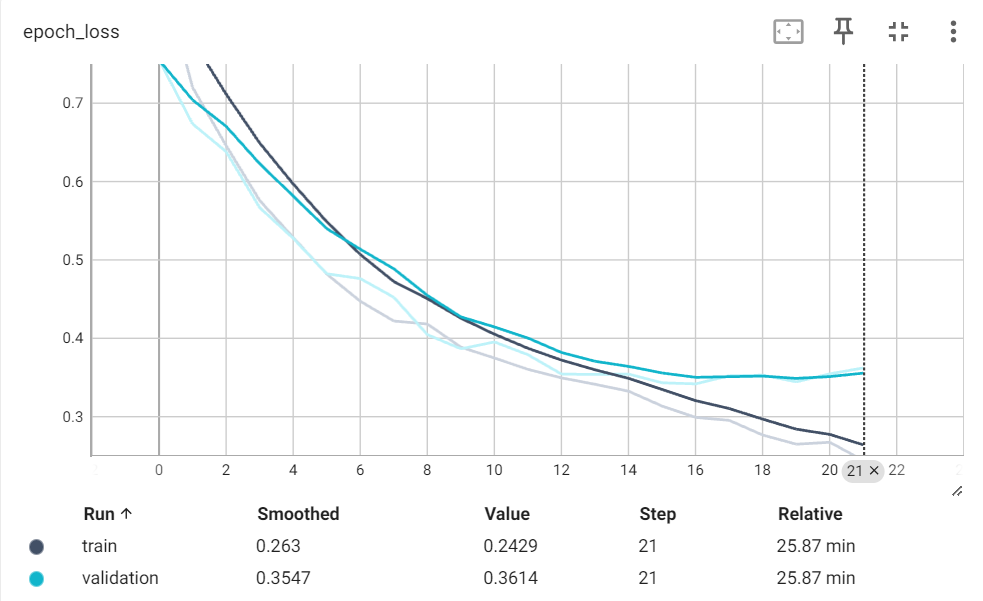 epoch_loss
0.7
0.6
0.5
0.4
0.3
0 2 4 6 8 10 12 14 16 18 20 21 × 22
Run ↑ Smoothed Value Step Relative
train 0.263 0.2429 21 25.87 min
validation 0.3547 0.3614 21 25.87 min